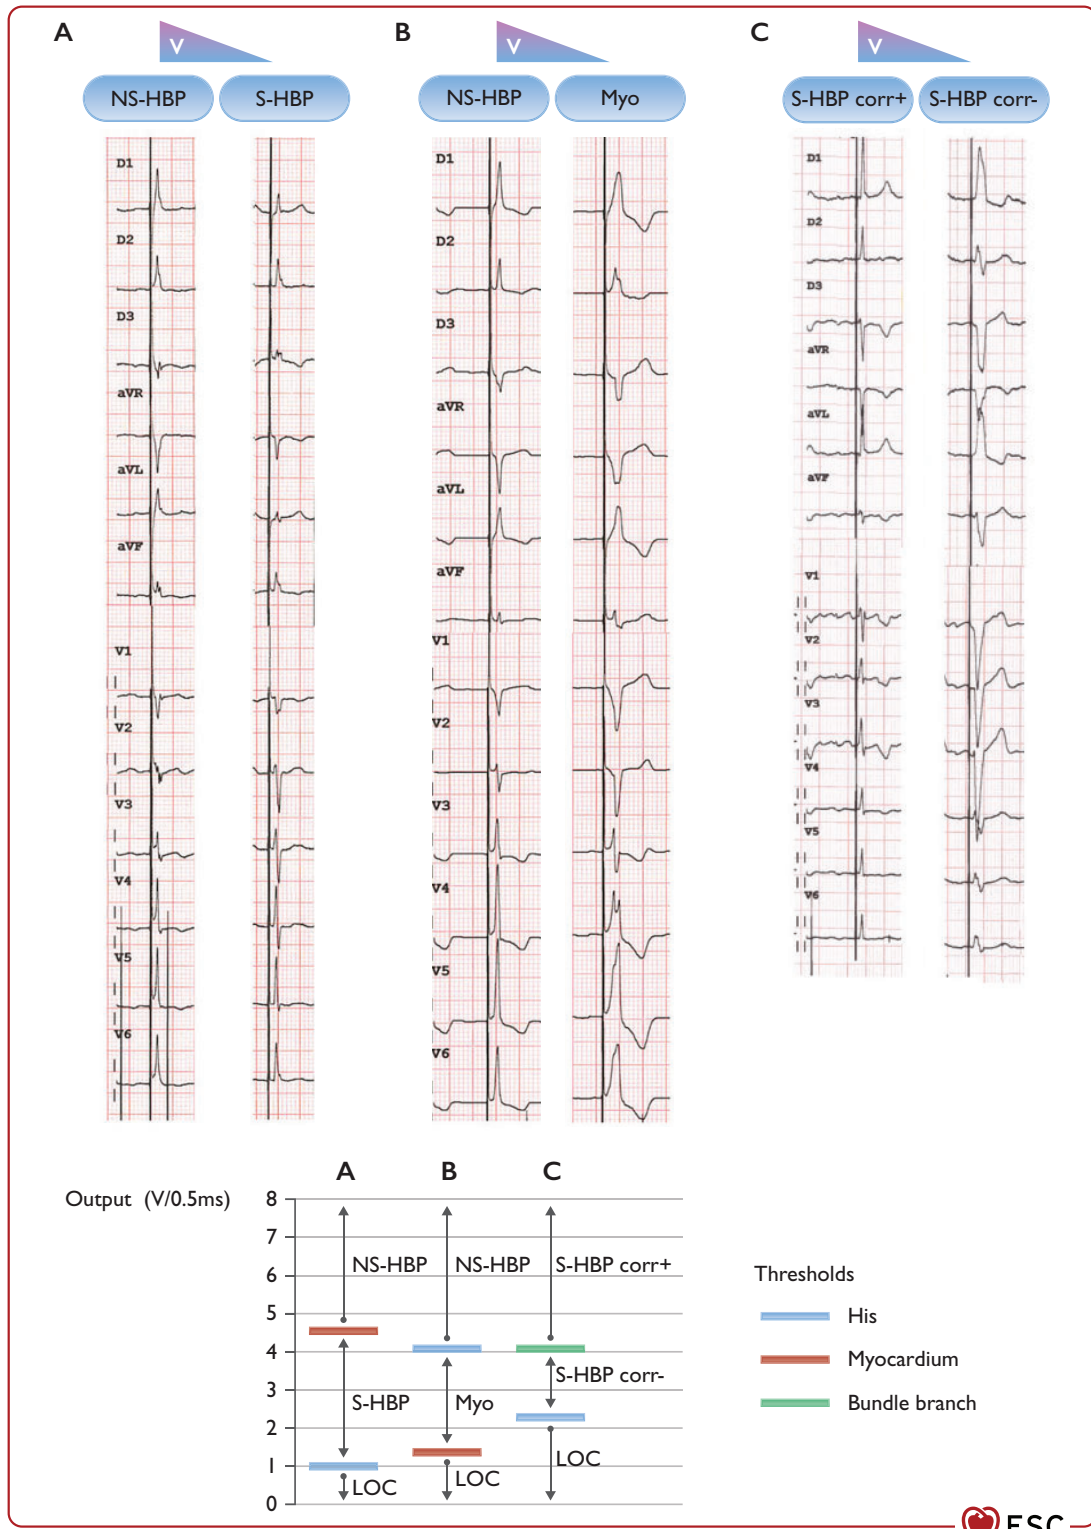 A B C
V V V
NS-HBP S-HBP NS-HBP Myo S-HBP corr+ S-HBP corr-
D1
D2
D3
aVR
aVL
aVF
V1
V2
V3
V4
V5
V6
D1
D2
D3
aVR
aVL
aVF
V1
V2
V3
V4
V5
V6
D1
D2
D3
aVR
aVL
aVF
V1
V2
V3
V4
V5
V6
A B C
Output (V/0.5ms)
8
7
6
5
4
3
2
1
0
NS-HBP NS-HBP S-HBP corr+
S-HBP corr-
S-HBP Myo
LOC
LOC LOC
Thresholds
His
Myocardium
Bundle branch
ESC